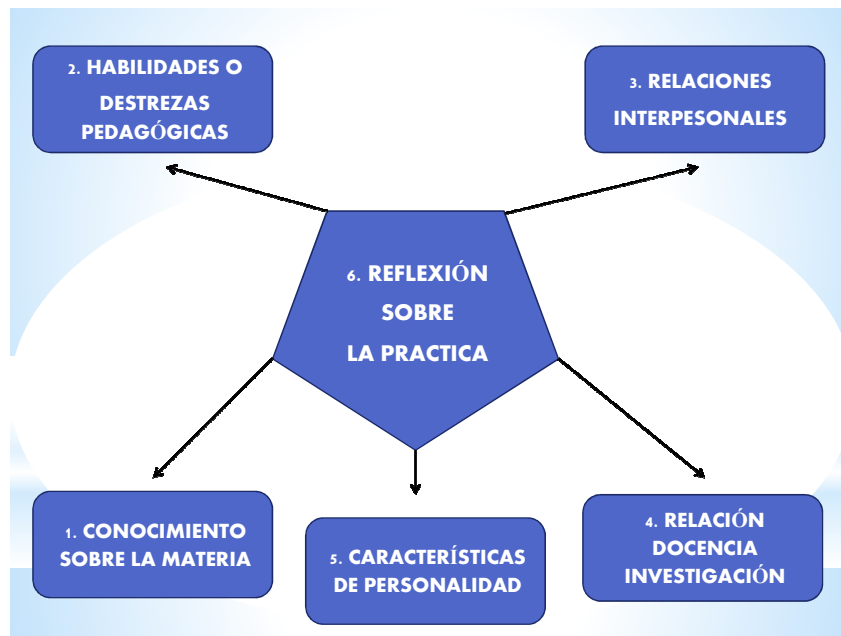 2. HABILIDADES O
DESTREZAS
PEDAGÓGICAS
3. RELACIONES
INTERPESONALES
6. REFLEXIÓN
SOBRE
LA PRACTICA
1. CONOCIMIENTO
SOBRE LA MATERIA
5. CARACTERÍSTICAS
DE PERSONALIDAD
4. RELACIÓN
DOCENCIA
INVESTIGACIÓN